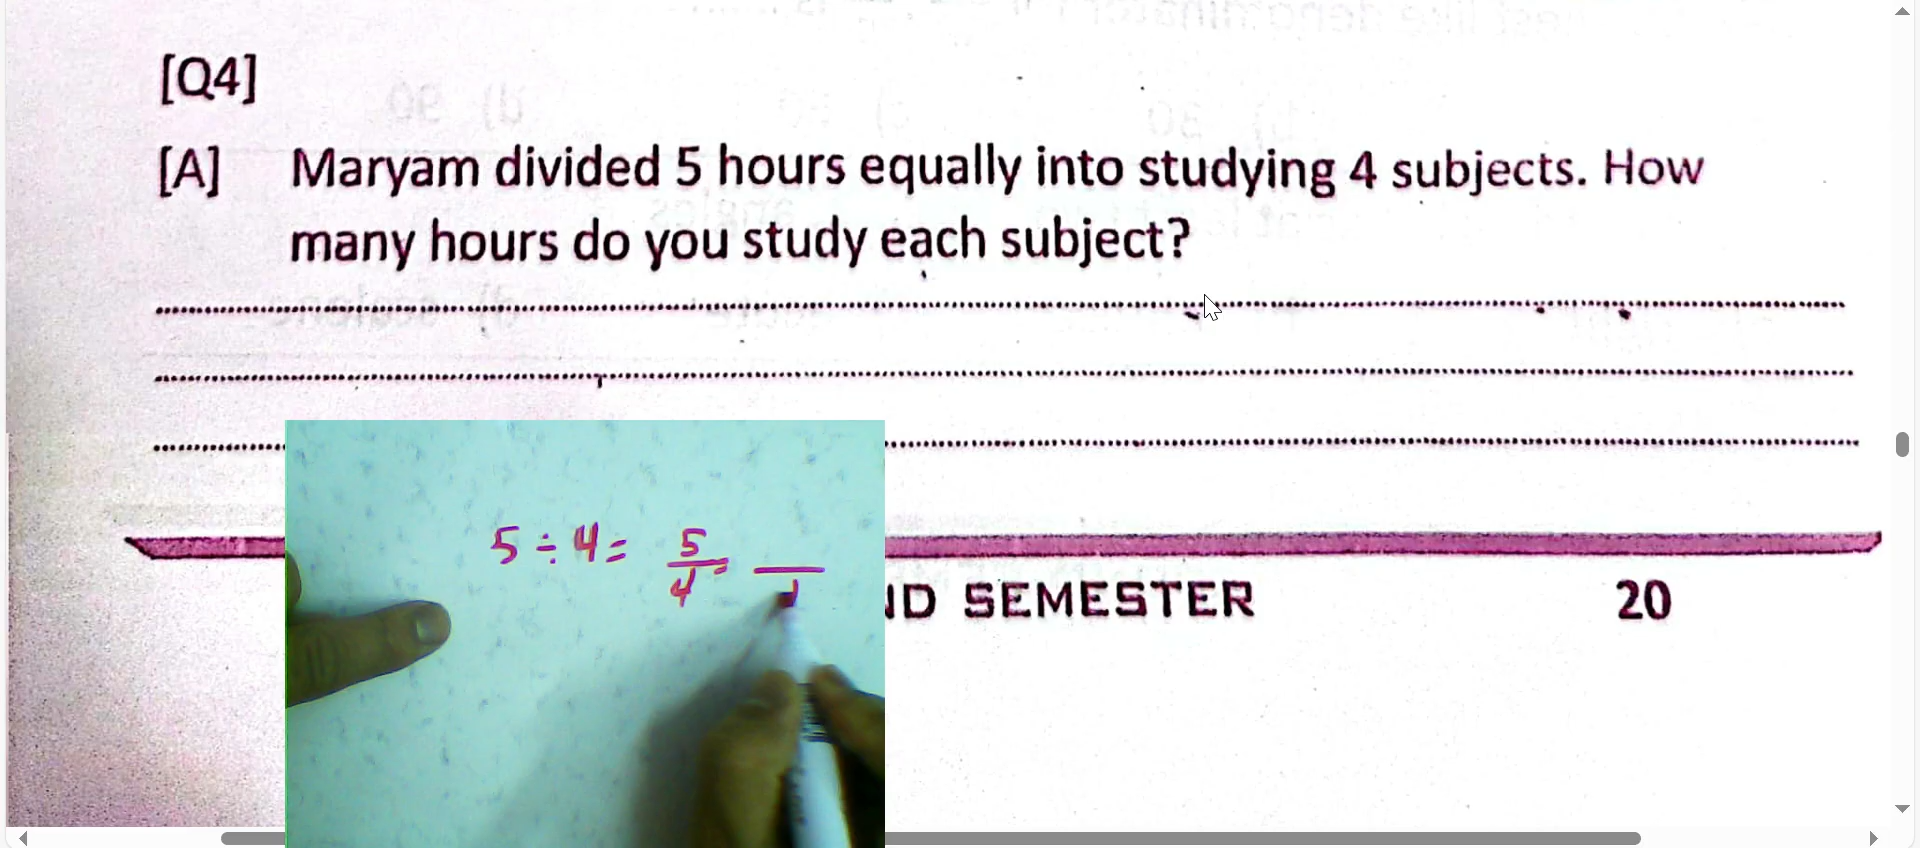 [Q4]
[A] Maryam divided 5 hours equally into studying 4 subjects. How
many hours do you study each subject?
5 ÷ 4 = 5/4 =
ND SEMESTER 20